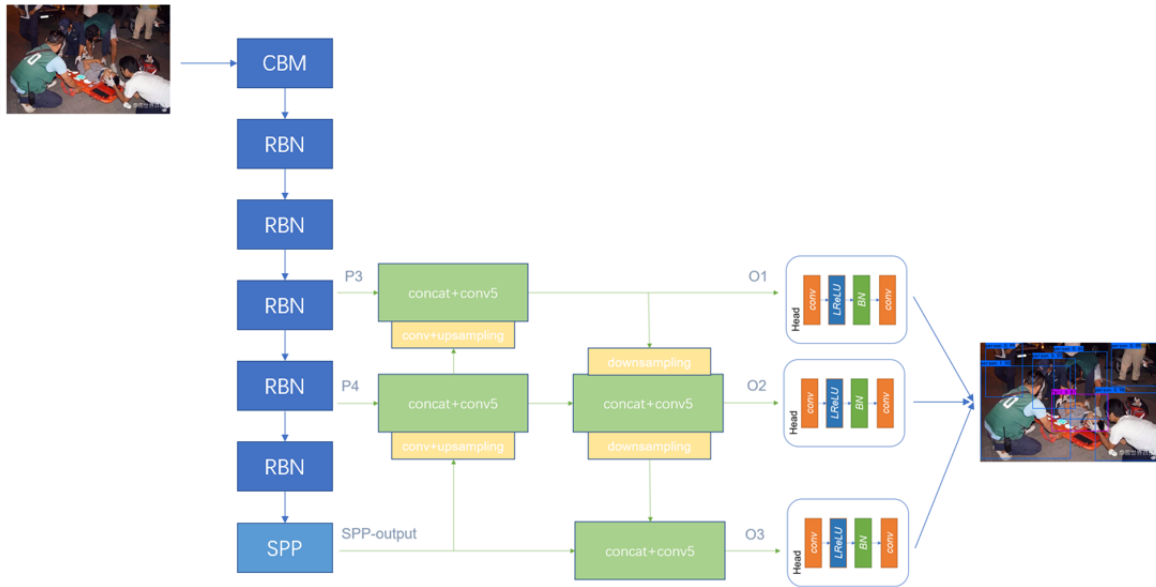 CBM
RBN
RBN
RBN
RBN
RBN
SPP
P3
concat+conv5
conv+upsampling
P4
concat+conv5
conv+upsampling
SPP-output
downsampling
concat+conv5
downsampling
concat+conv5
O1
Head
conv
LReLU
BN
conv
O2
Head
conv
LReLU
BN
conv
O3
Head
conv
LReLU
BN
conv